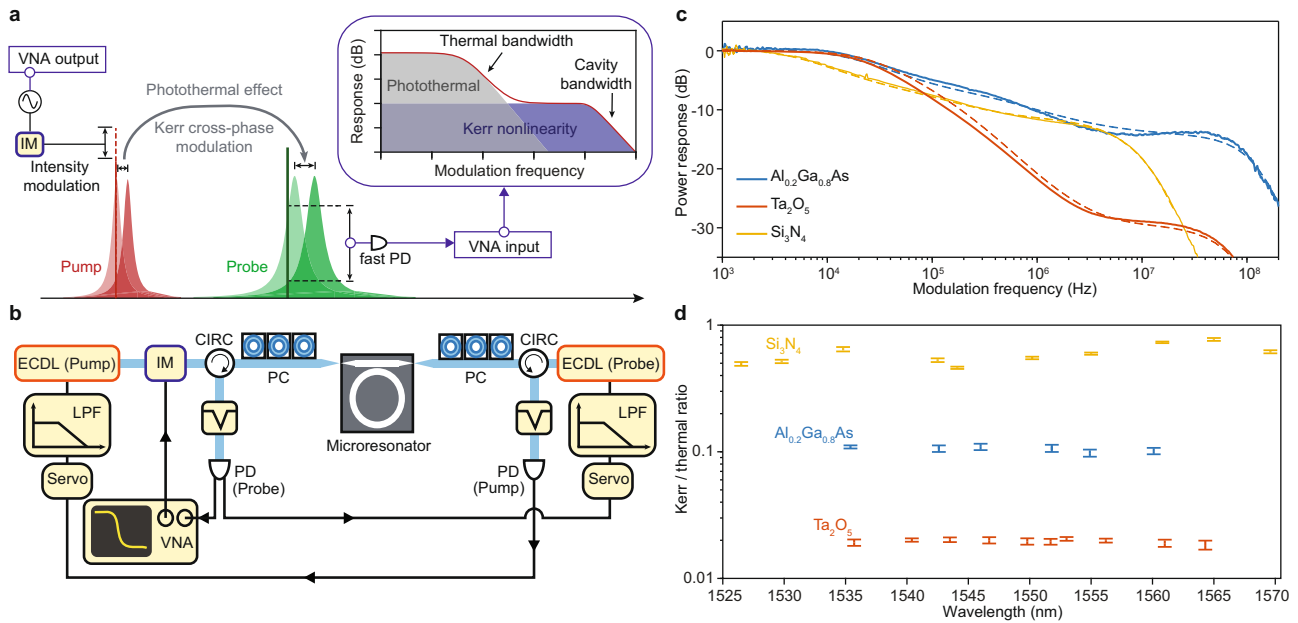 a
VNA output
IM
Intensity
modulation
Photothermal effect
Kerr cross-phase
modulation
Pump
Probe
fast PD
VNA input
Response (dB)
Thermal bandwidth
Cavity
bandwidth
Photothermal
Kerr nonlinearity
Modulation frequency
b
ECDL (Pump)
IM
CIRC
PC
Microresonator
PC
CIRC
ECDL (Probe)
LPF
Servo
PD
(Probe)
PD
(Pump)
LPF
Servo
VNA
c
Power response (dB)
0
-10
-20
-30
Al0.2Ga0.8As
Ta2O5
Si3N4
10³ 10⁴ 10⁵ 10⁶ 10⁷ 10⁸
Modulation frequency (Hz)
d
Kerr / thermal ratio
1
0.1
0.01
Si3N4
Al0.2Ga0.8As
Ta2O5
1525 1530 1535 1540 1545 1550 1555 1560 1565 1570
Wavelength (nm)